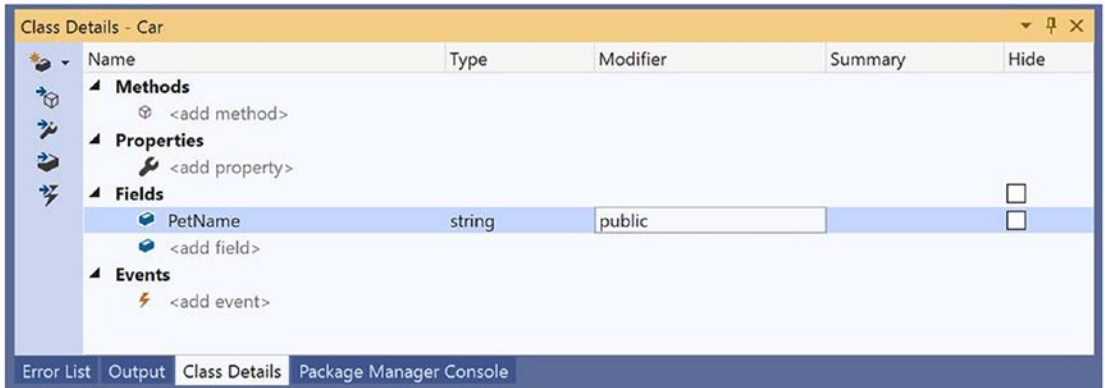 Class Details - Car
Name Type Modifier Summary Hide
Methods
<add method>
Properties
<add property>
Fields
PetName string public
<add field>
Events
<add event>
Error List Output Class Details Package Manager Console